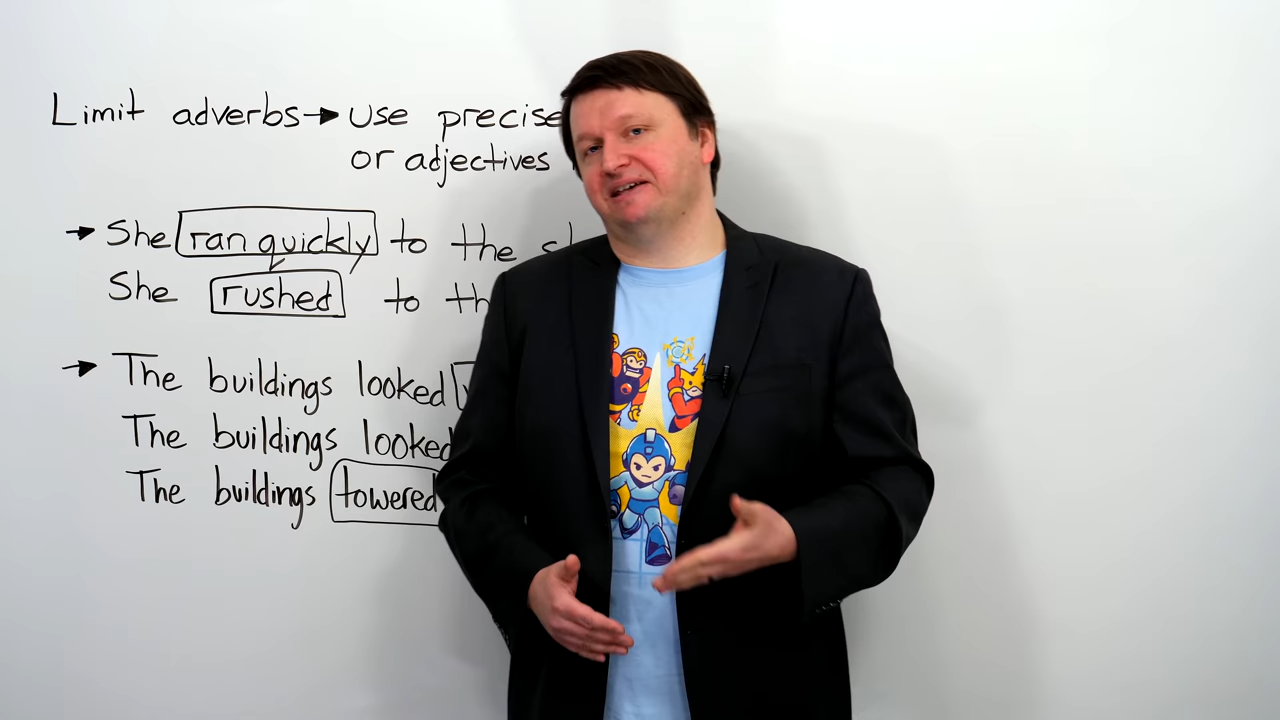 Limit adverbs → use precise
or adjectives
→ She ran quickly to the
She rushed to
→ The buildings looked
The buildings looked
The buildings towered